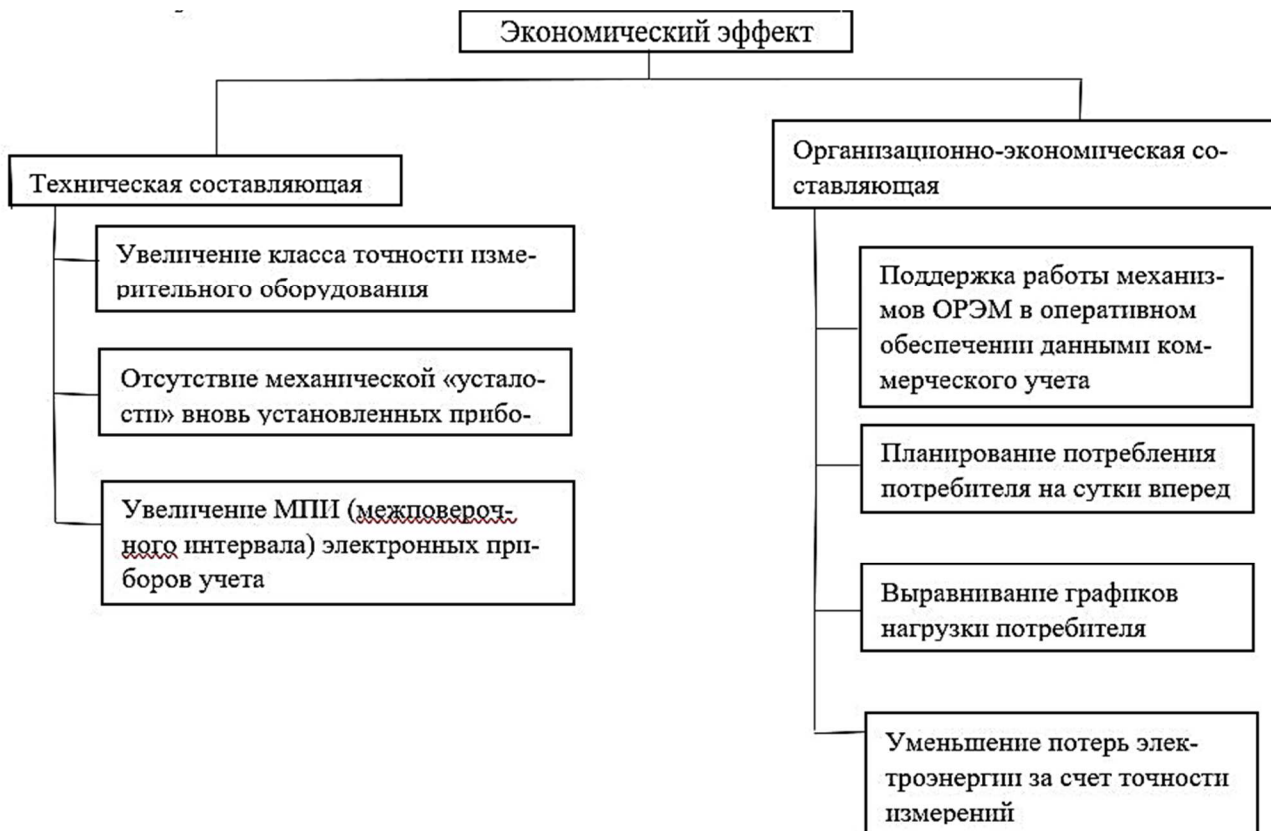 Экономический эффект
Техническая составляющая
Увеличение класса точности изме-
рительного оборудования
Отсутствие механической «устало-
сти» вновь установленных прибо-
Увеличение МПИ (межповероч-
ного интервала) электронных при-
боров учета
Организационно-экономическая со-
ставляющая
Поддержка работы механиз-
мов ОРЭМ в оперативном
обеспечении данными ком-
мерческого учета
Планирование потребления
потребителя на сутки вперед
Выравнивание графиков
нагрузки потребителя
Уменьшение потерь элек-
троэнергии за счет точности
измерений